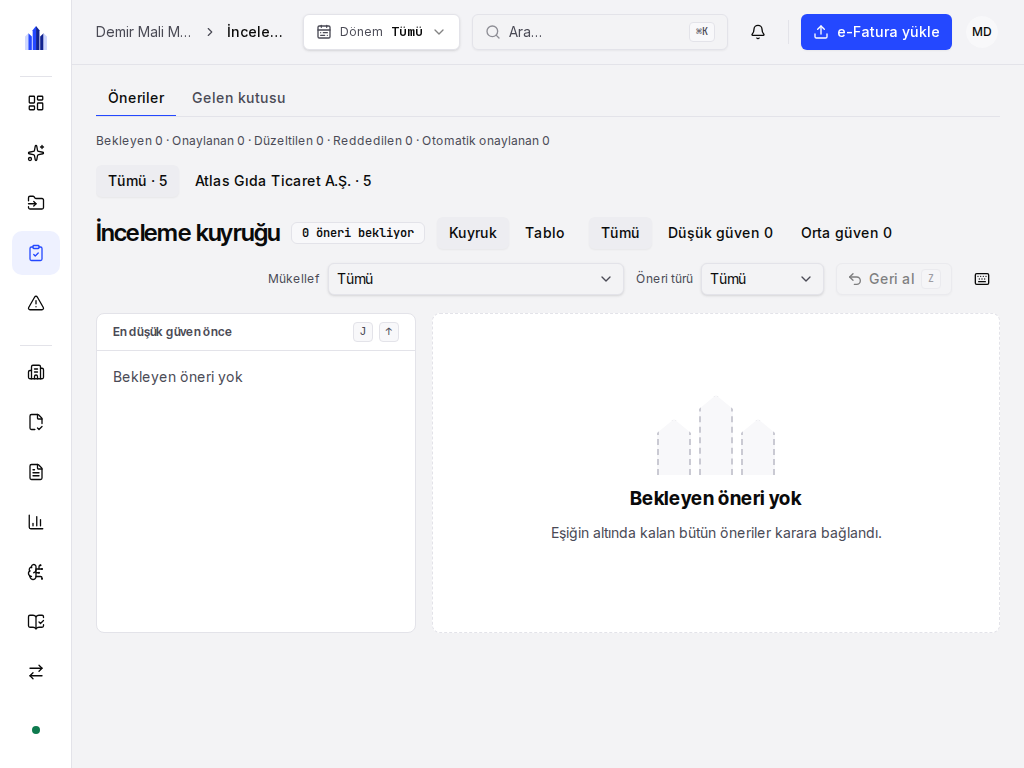 Demir Mali M… > İncele…
Dönem Tümü
Ara…
⌘K
e-Fatura yükle
MD
Öneriler
Gelen kutusu
Bekleyen 0 · Onaylanan 0 · Düzeltilen 0 · Reddedilen 0 · Otomatik onaylanan 0
Tümü · 5
Atlas Gıda Ticaret A.Ş. · 5
İnceleme kuyruğu
0 öneri bekliyor
Kuyruk
Tablo
Tümü
Düşük güven 0
Orta güven 0
Mükellef
Tümü
Öneri türü
Tümü
Geri al Z
En düşük güven önce
J ↑
Bekleyen öneri yok
Bekleyen öneri yok
Eşiğin altında kalan bütün öneriler karara bağlandı.